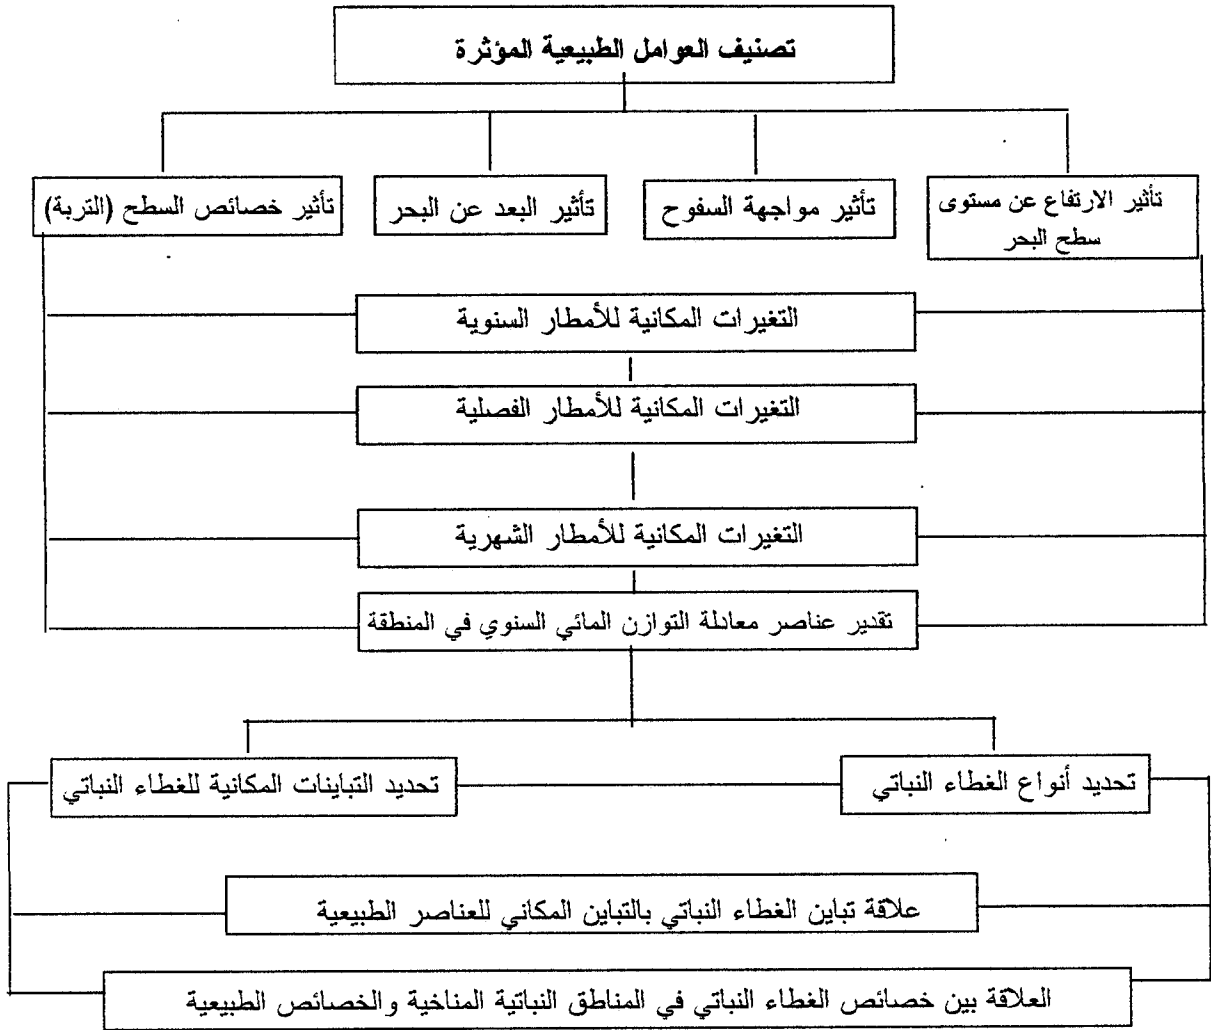 تصنيف العوامل الطبيعية المؤثرة
تأثير الارتفاع عن مستوى
سطح البحر
تأثير مواجهة السفوح
تأثير البعد عن البحر
تأثير خصائص السطح (التربة)
التغيرات المكانية للأمطار السنوية
التغيرات المكانية للأمطار الفصلية
التغيرات المكانية للأمطار الشهرية
تقدير عناصر معادلة التوازن المائي السنوي في المنطقة
تحديد أنواع الغطاء النباتي
تحديد التباينات المكانية للغطاء النباتي
علاقة تباين الغطاء النباتي بالتباين المكاني للعناصر الطبيعية
العلاقة بين خصائص الغطاء النباتي في المناطق النباتية المناخية والخصائص الطبيعية